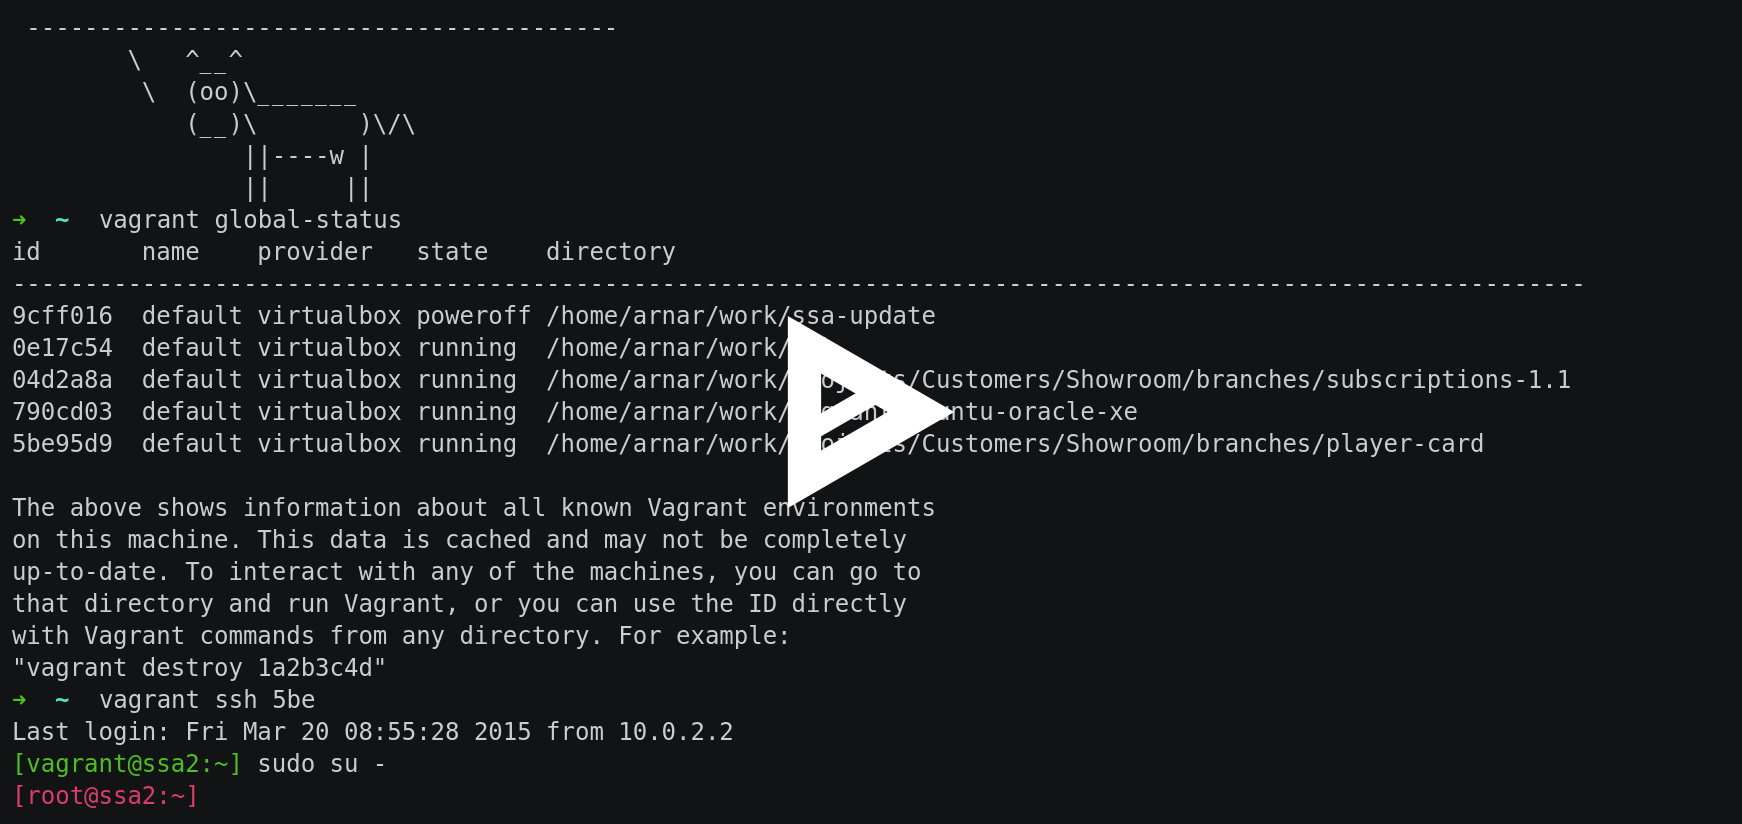 -----------------------------------------
        \   ^__^
         \  (oo)\_______
            (__)\       )\/\
                ||----w |
                ||     ||
➜  ~  vagrant global-status
id       name    provider   state    directory
-------------------------------------------------------------------------------------------------------------
9cff016  default virtualbox poweroff /home/arnar/work/ssa-update
0e17c54  default virtualbox running  /home/arnar/work/
04d2a8a  default virtualbox running  /home/arnar/work/ /Customers/Showroom/branches/subscriptions-1.1
790cd03  default virtualbox running  /home/arnar/work/ -oracle-xe
5be95d9  default virtualbox running  /home/arnar/work/ /Customers/Showroom/branches/player-card

The above shows information about all known Vagrant environments
on this machine. This data is cached and may not be completely
up-to-date. To interact with any of the machines, you can go to
that directory and run Vagrant, or you can use the ID directly
with Vagrant commands from any directory. For example:
"vagrant destroy 1a2b3c4d"
➜  ~  vagrant ssh 5be
Last login: Fri Mar 20 08:55:28 2015 from 10.0.2.2
[vagrant@ssa2:~] sudo su -
[root@ssa2:~]